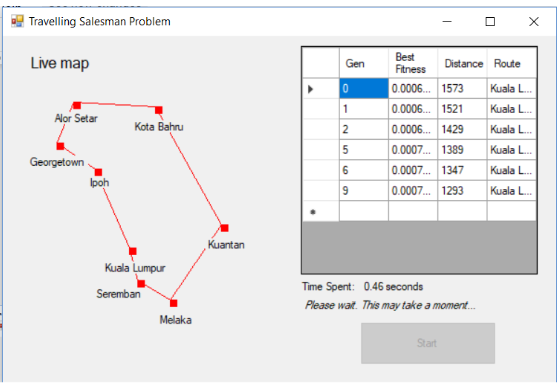 Travelling Salesman Problem
Live map
Alor Setar
Kota Bahru
Georgetown
Ipoh
Kuantan
Kuala Lumpur
Seremban
Melaka
Gen Best Fitness Distance Route
0 0.0006... 1573 Kuala L...
1 0.0006... 1521 Kuala L...
2 0.0006... 1429 Kuala L...
5 0.0007... 1389 Kuala L...
6 0.0007... 1347 Kuala L...
9 0.0007... 1293 Kuala L...
Time Spent: 0.46 seconds
Please wait. This may take a moment...
Start